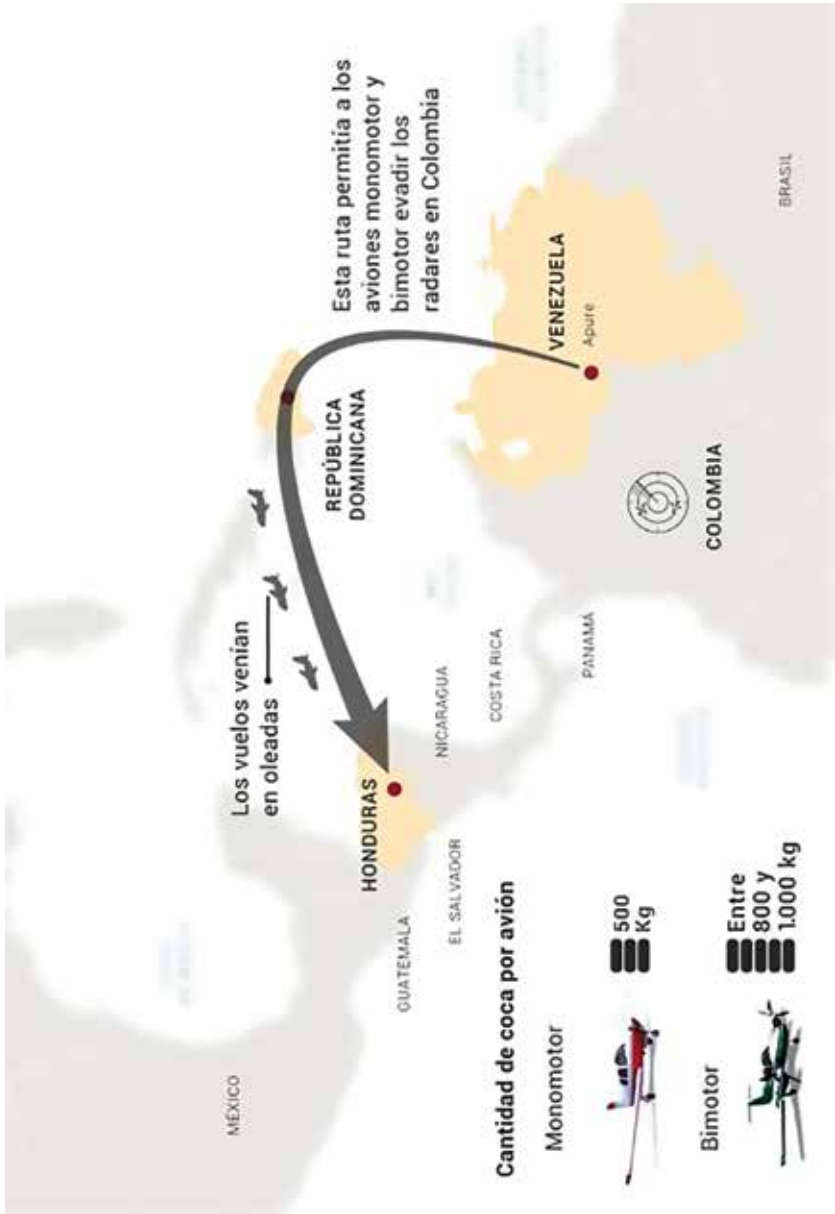 Esta ruta permitía a los
aviones monomotor y
bimotor evadir los
radares en Colombia
Los vuelos venían
en oleadas
REPÚBLICA
DOMINICANA
MÉXICO
GUATEMALA
HONDURAS
EL SALVADOR
NICARAGUA
COSTA RICA
PANAMÁ
VENEZUELA
Apure
COLOMBIA
BRASIL
Cantidad de coca por avión
Monomotor
500
Kg
Bimotor
Entre
800 y
1.000 kg